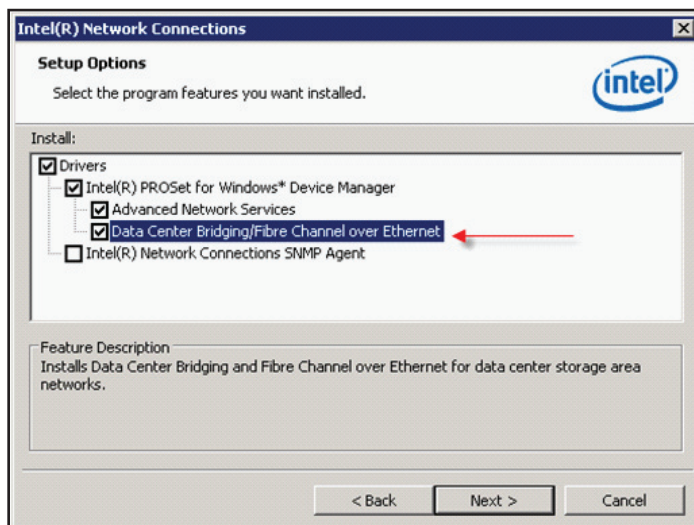 Intel(R) Network Connections
Setup Options
Select the program features you want installed.
intel
Install:
Drivers
Intel(R) PROSet for Windows* Device Manager
Advanced Network Services
Data Center Bridging/Fibre Channel over Ethernet
Intel(R) Network Connections SNMP Agent
Feature Description
Installs Data Center Bridging and Fibre Channel over Ethernet for data center storage area
networks.
< Back Next > Cancel